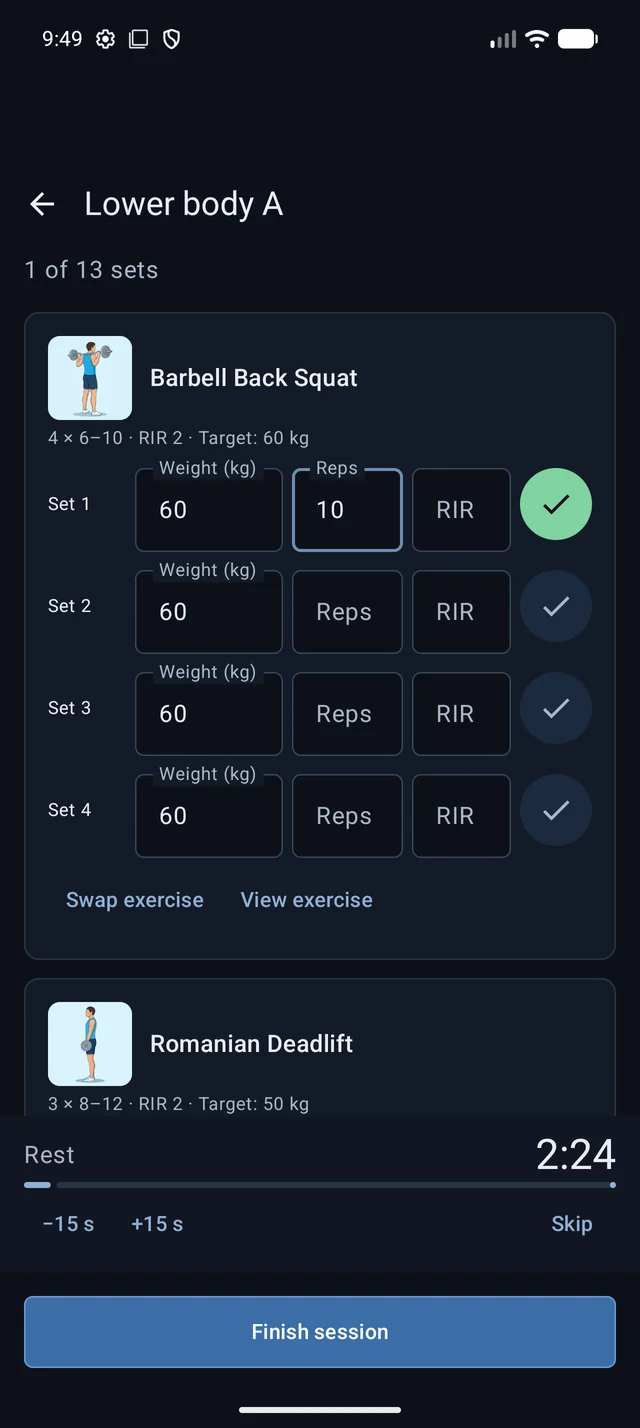 9:49
Lower body A
1 of 13 sets
Barbell Back Squat
4 × 6–10 · RIR 2 · Target: 60 kg
Weight (kg) Reps
Set 1 60 10 RIR
Weight (kg)
Set 2 60 Reps RIR
Weight (kg)
Set 3 60 Reps RIR
Weight (kg)
Set 4 60 Reps RIR
Swap exercise View exercise
Romanian Deadlift
3 × 8–12 · RIR 2 · Target: 50 kg
Rest 2:24
−15 s +15 s Skip
Finish session